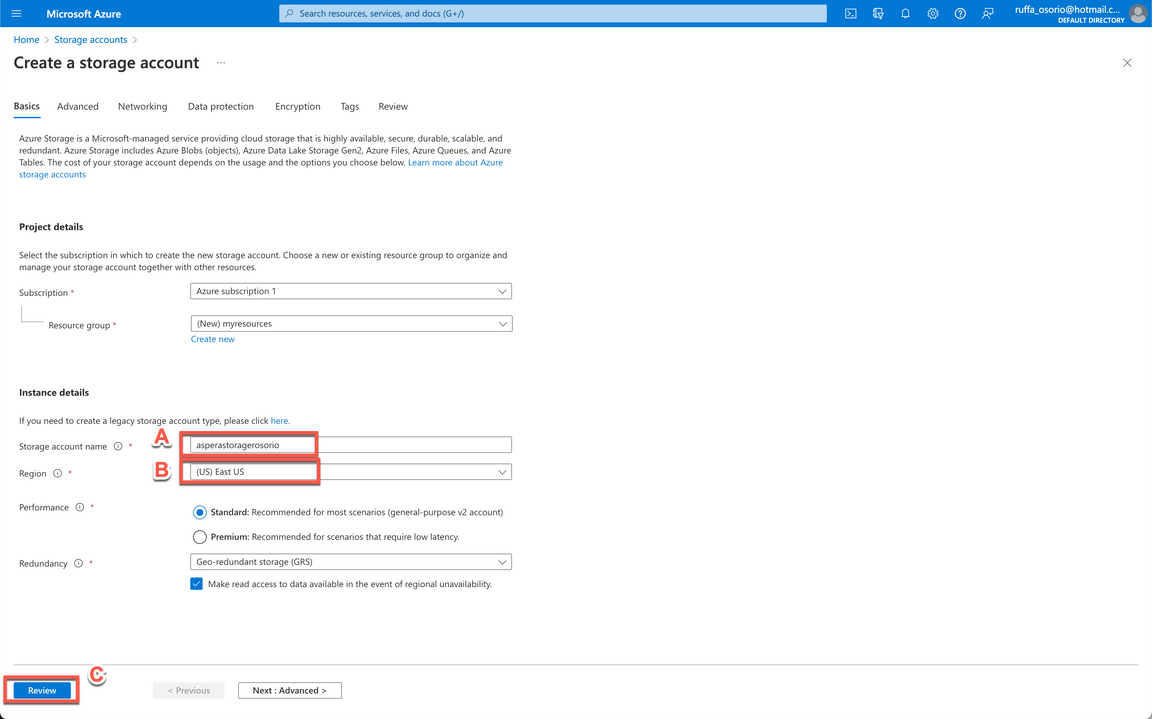 Microsoft Azure
Search resources, services, and docs (G+/)
ruffa_osorio@hotmail.c...
DEFAULT DIRECTORY
Home > Storage accounts >
Create a storage account ...
Basics Advanced Networking Data protection Encryption Tags Review
Azure Storage is a Microsoft-managed service providing cloud storage that is highly available, secure, durable, scalable, and
redundant. Azure Storage includes Azure Blobs (objects), Azure Data Lake Storage Gen2, Azure Files, Azure Queues, and Azure
Tables. The cost of your storage account depends on the usage and the options you choose below. Learn more about Azure
storage accounts
Project details
Select the subscription in which to create the new storage account. Choose a new or existing resource group to organize and
manage your storage account together with other resources.
Subscription * Azure subscription 1
Resource group * (New) myresources
Create new
Instance details
If you need to create a legacy storage account type, please click here.
Storage account name * A asperastoragerosorio
Region * B (US) East US
Performance * Standard: Recommended for most scenarios (general-purpose v2 account)
Premium: Recommended for scenarios that require low latency.
Redundancy * Geo-redundant storage (GRS)
Make read access to data available in the event of regional unavailability.
C
Review < Previous Next : Advanced >